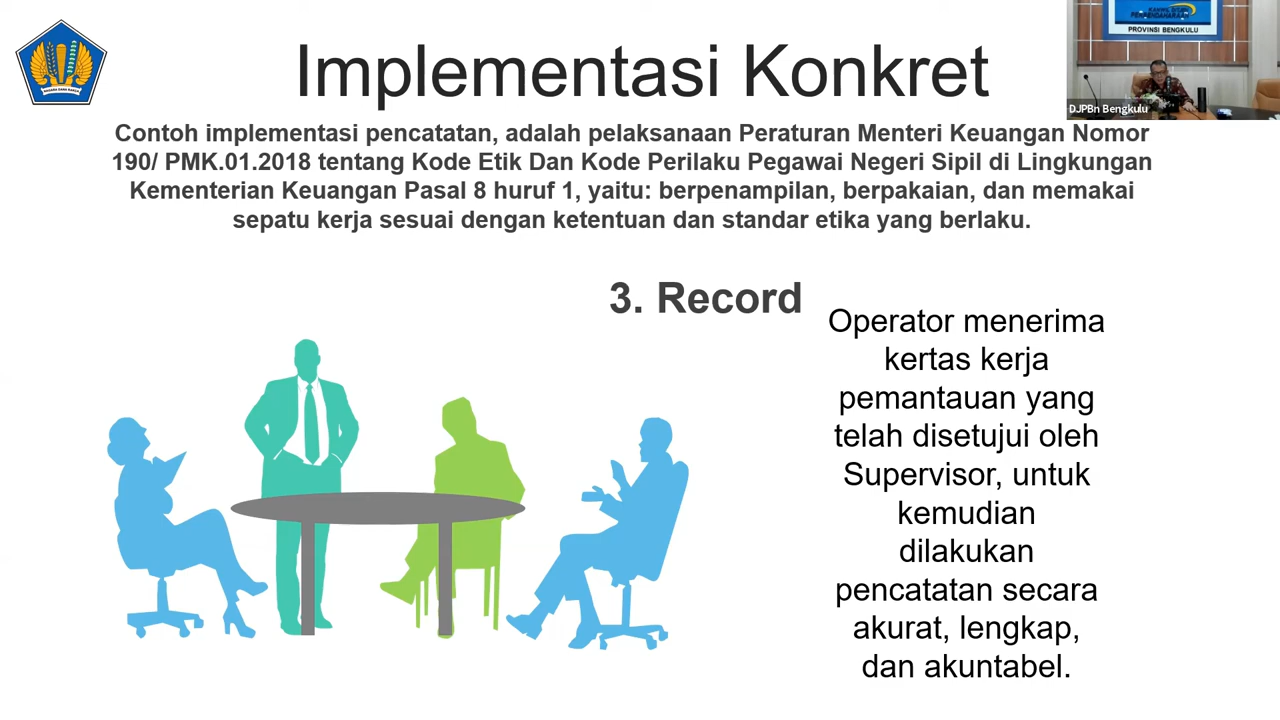 Implementasi Konkret
Contoh implementasi pencatatan, adalah pelaksanaan Peraturan Menteri Keuangan Nomor
190/ PMK.01.2018 tentang Kode Etik Dan Kode Perilaku Pegawai Negeri Sipil di Lingkungan
Kementerian Keuangan Pasal 8 huruf 1, yaitu: berpenampilan, berpakaian, dan memakai
sepatu kerja sesuai dengan ketentuan dan standar etika yang berlaku.
KANWIL DITJEN
PERBENDAHARAAN
PROVINSI BENGKULU
DJPBn Bengkulu
3. Record
Operator menerima
kertas kerja
pemantauan yang
telah disetujui oleh
Supervisor, untuk
kemudian
dilakukan
pencatatan secara
akurat, lengkap,
dan akuntabel.